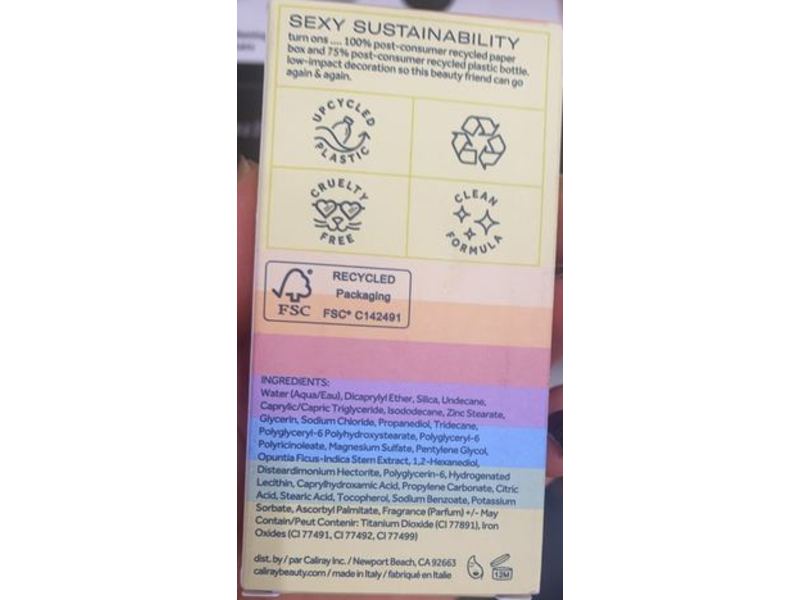 SEXY SUSTAINABILITY
turn ons .... 100% post-consumer recycled paper
box and 75% post-consumer recycled plastic bottle.
low-impact decoration so this beauty friend can go
again & again.
UPCYCLED
PLASTIC
CRUELTY
FREE
CLEAN
FORMULA
FSC
RECYCLED
Packaging
FSC® C142491
INGREDIENTS:
Water (Aqua/Eau), Dicaprylyl Ether, Silica, Undecane,
Caprylic/Capric Triglyceride, Isododecane, Zinc Stearate,
Glycerin, Sodium Chloride, Propanediol, Tridecane,
Polyglyceryl-6 Polyhydroxystearate, Polyglyceryl-6
Polyricinoleate, Magnesium Sulfate, Pentylene Glycol,
Opuntia Ficus-Indica Stem Extract, 1,2-Hexanediol,
Disteardimonium Hectorite, Polyglycerin-6, Hydrogenated
Lecithin, Caprylhydroxamic Acid, Propylene Carbonate, Citric
Acid, Stearic Acid, Tocopherol, Sodium Benzoate, Potassium
Sorbate, Ascorbyl Palmitate, Fragrance (Parfum) +/- May
Contain/Peut Contenir: Titanium Dioxide (CI 77891), Iron
Oxides (CI 77491, CI 77492, CI 77499)
dist. by / par Caliray Inc. / Newport Beach, CA 92663
caliraybeauty.com / made in Italy / fabriqué en Italie
12M